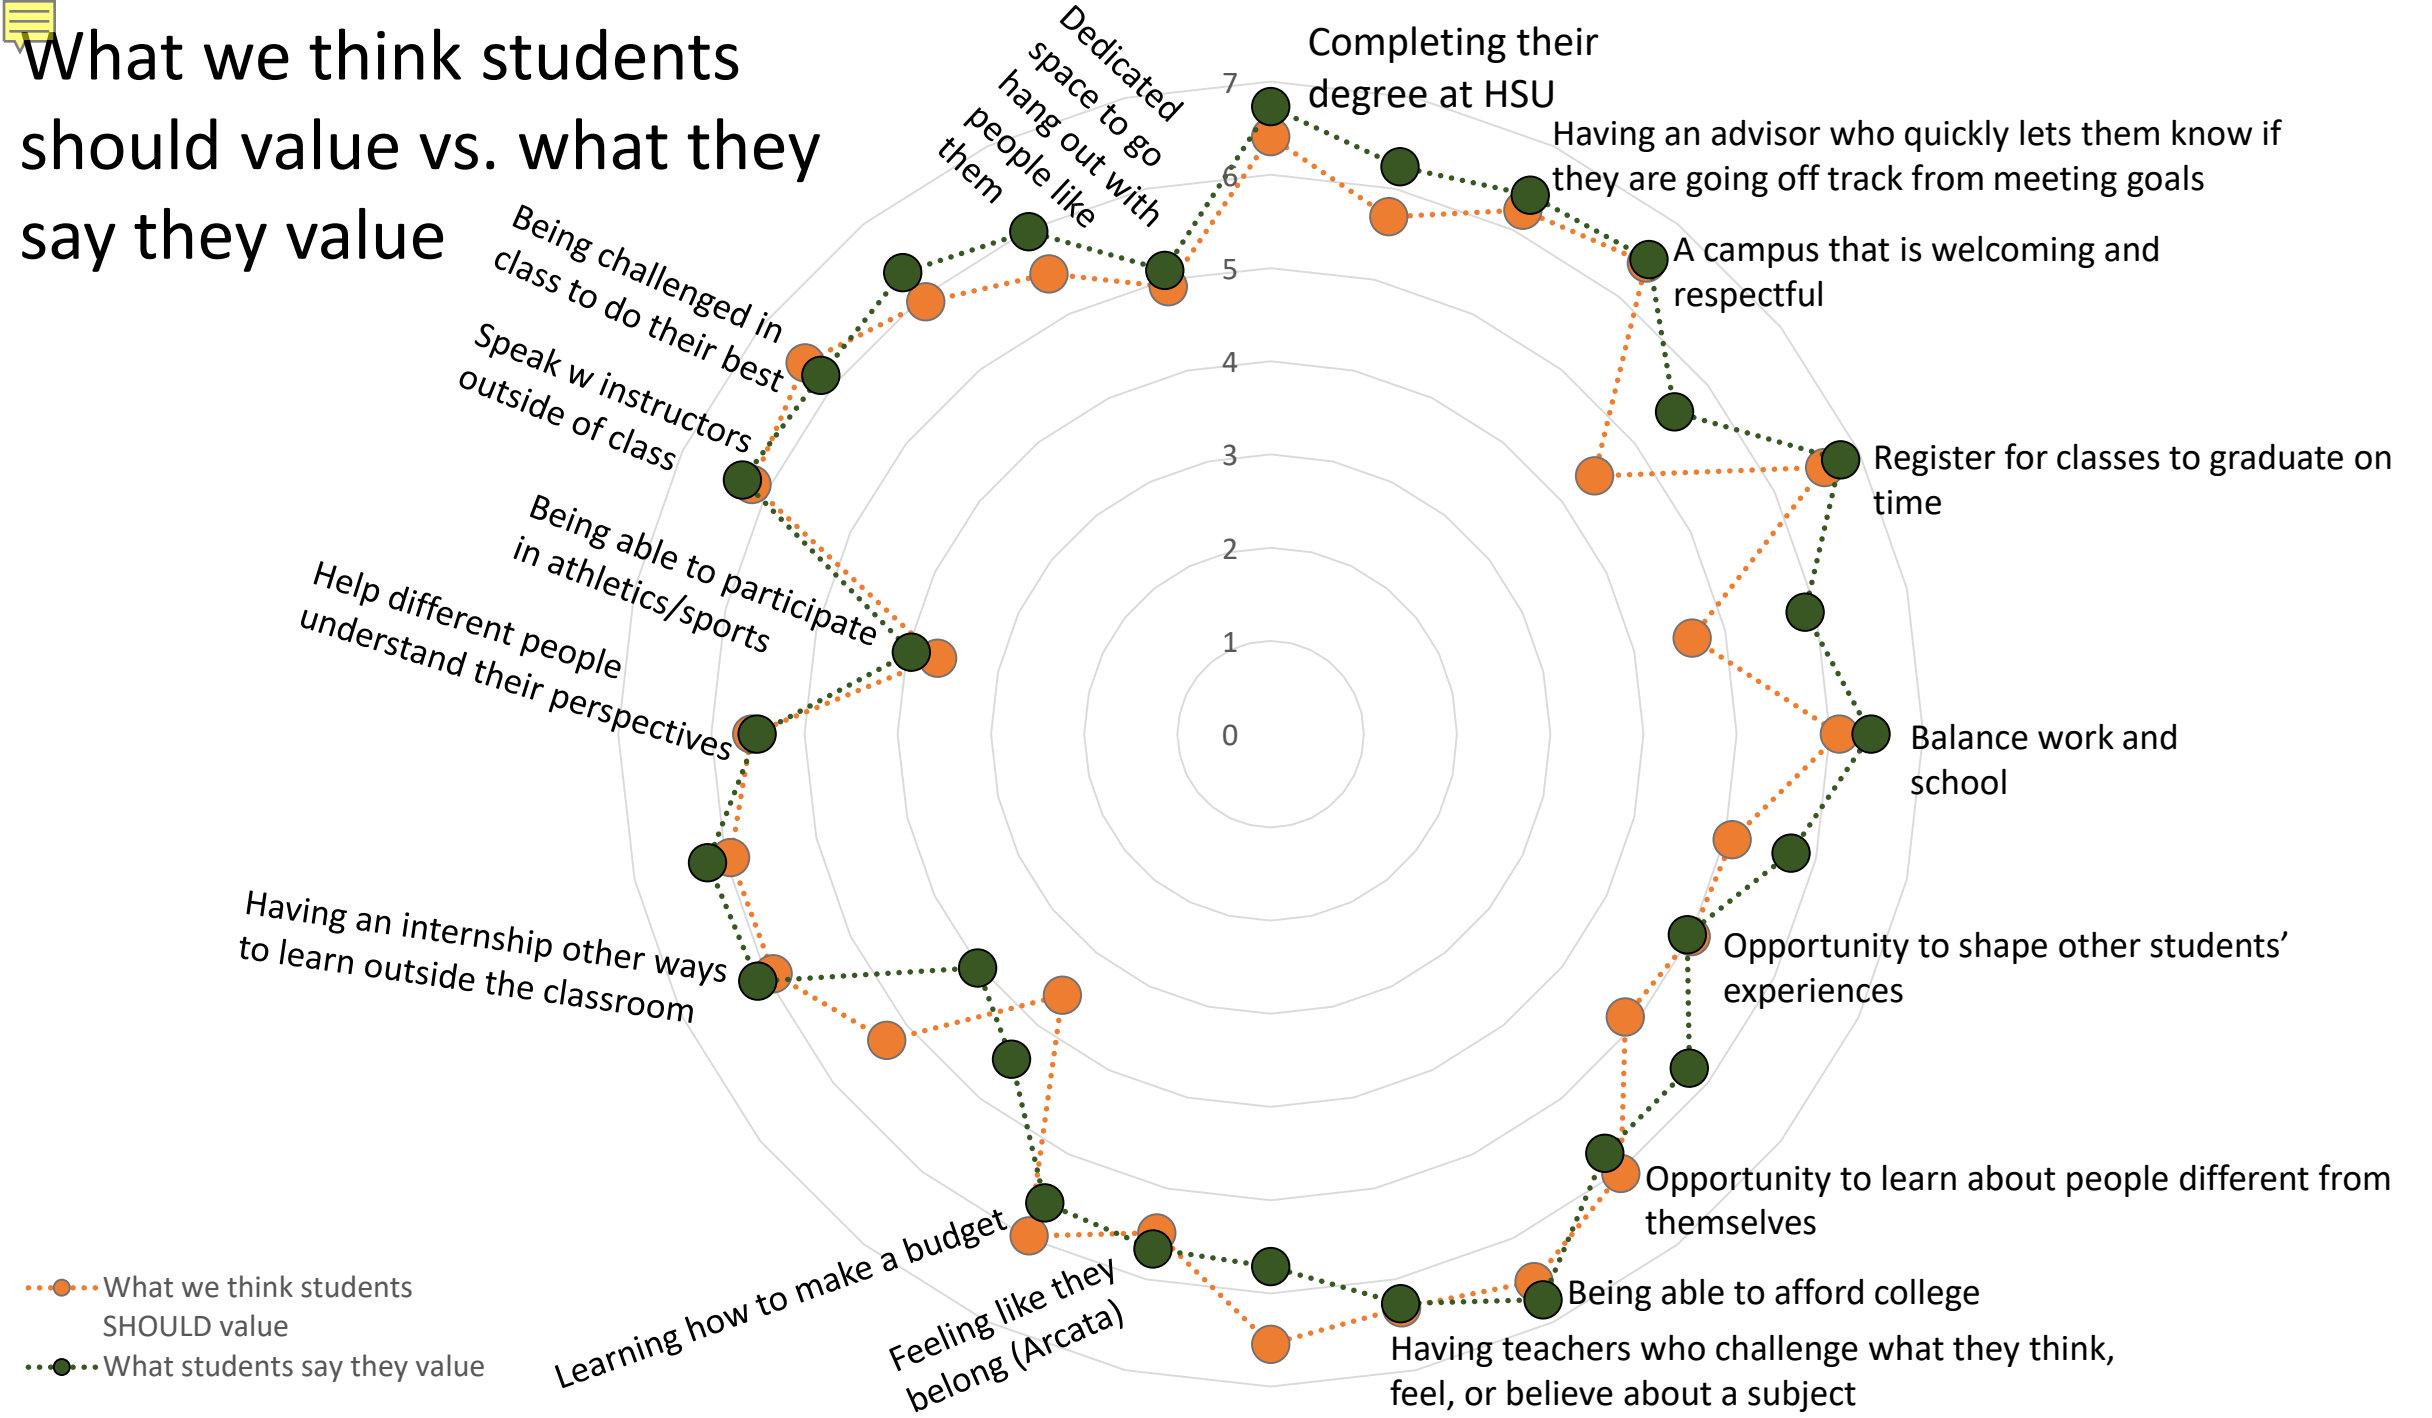 What we think students
should value vs. what they
say they value
Dedicated
space to go
hang out with
people like
them
Completing their
degree at HSU
Having an advisor who quickly lets them know if
they are going off track from meeting goals
A campus that is welcoming and
respectful
Register for classes to graduate on
time
Balance work and
school
Opportunity to shape other students’
experiences
Opportunity to learn about people different from
themselves
Being able to afford college
Having teachers who challenge what they think,
feel, or believe about a subject
Feeling like they
belong (Arcata)
Learning how to make a budget
Having an internship other ways
to learn outside the classroom
Help different people
understand their perspectives
Being able to participate
in athletics/sports
Speak w instructors
outside of class
Being challenged in
class to do their best
7
6
5
4
3
2
1
0
What we think students
SHOULD value
What students say they value